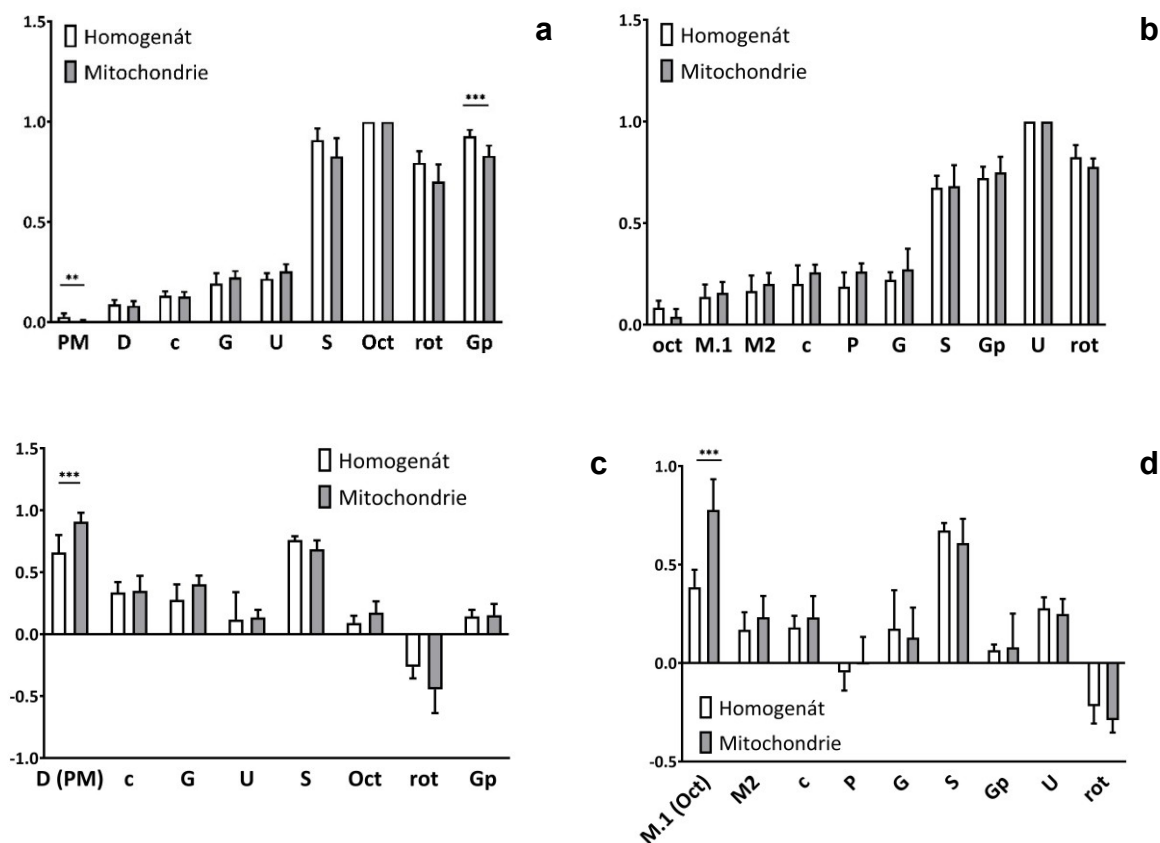 a
1.5
1.0
0.5
0.0
Homogenát
Mitochondrie
**
***
PM D c G U S Oct rot Gp
b
1.5
1.0
0.5
0.0
Homogenát
Mitochondrie
oct M.1 M2 c P G S Gp U rot
c
1.5
1.0
0.5
0.0
-0.5
-1.0
***
Homogenát
Mitochondrie
D (PM) c G U S Oct rot Gp
d
1.0
0.5
0.0
-0.5
***
Homogenát
Mitochondrie
M.1 (Oct) M2 c P G S Gp U rot